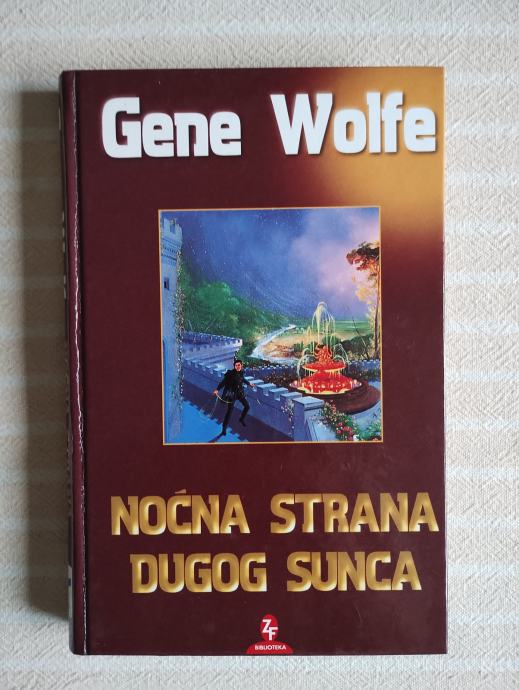 Gene Wolfe
NOĆNA STRANA
DUGOG SUNCA
ZF
BIBLIOTEKA